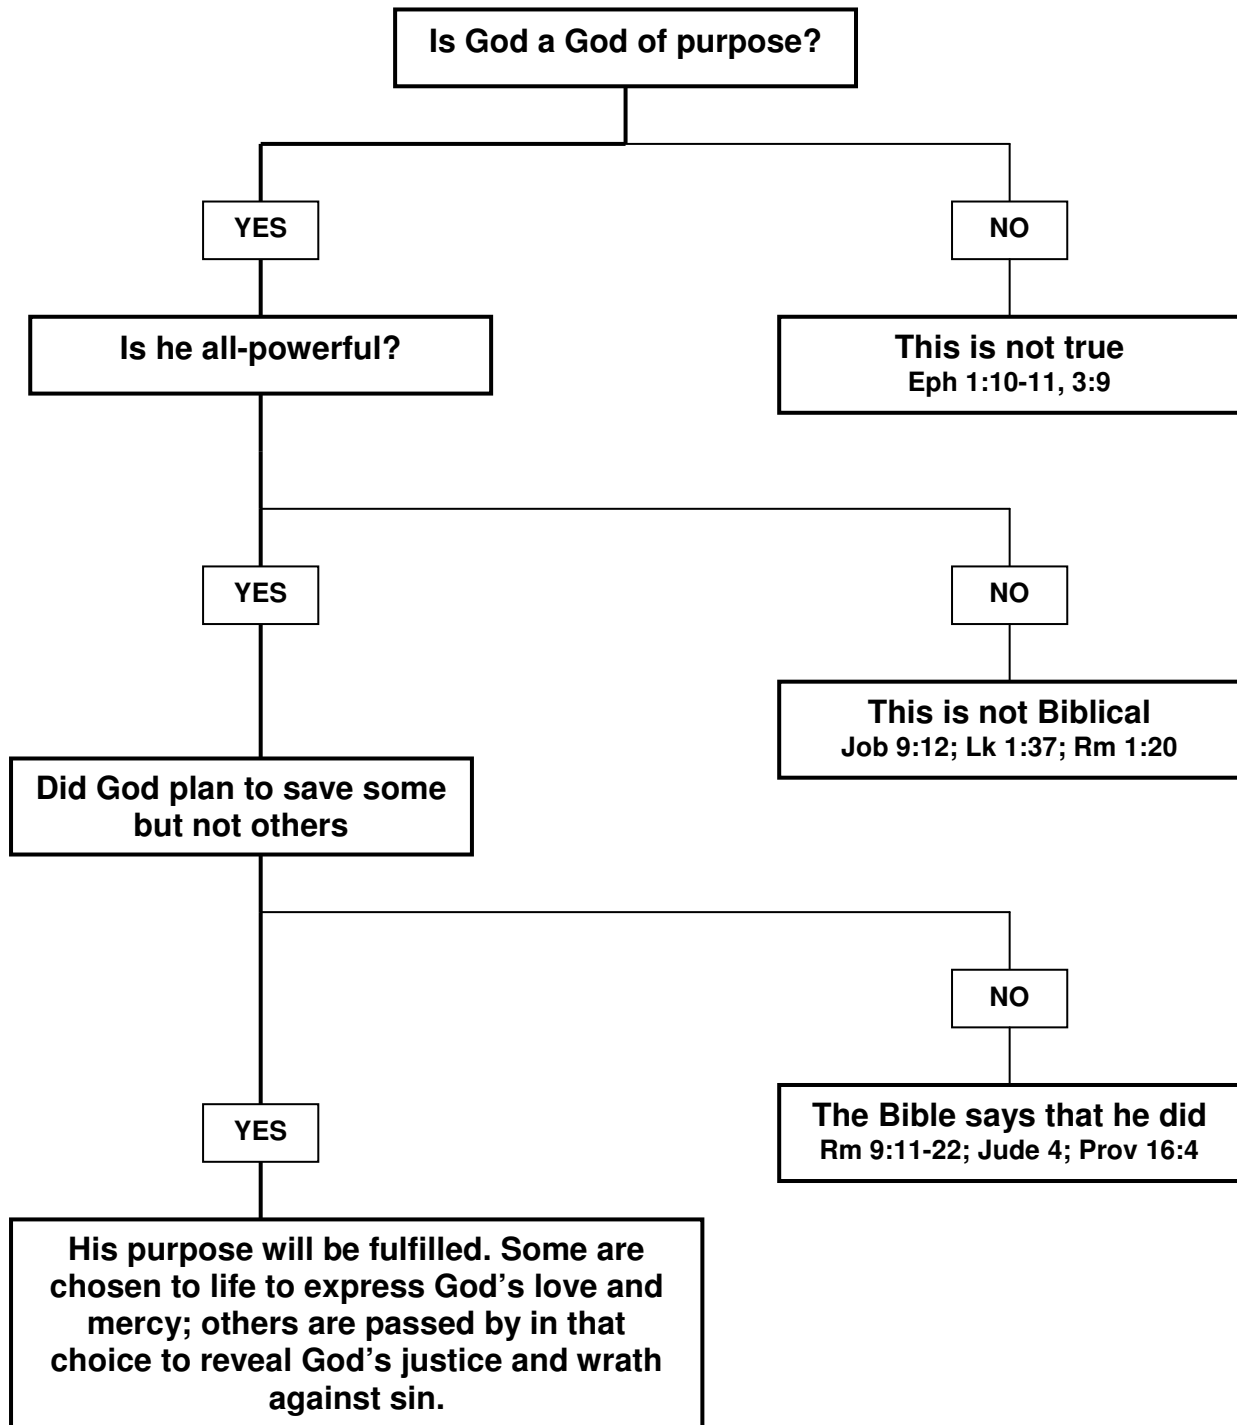 Is God a God of purpose?
YES
NO
Is he all-powerful?
This is not true
Eph 1:10-11, 3:9
YES
NO
This is not Biblical
Job 9:12; Lk 1:37; Rm 1:20
Did God plan to save some
but not others
NO
The Bible says that he did
Rm 9:11-22; Jude 4; Prov 16:4
YES
His purpose will be fulfilled. Some are
chosen to life to express God’s love and
mercy; others are passed by in that
choice to reveal God’s justice and wrath
against sin.